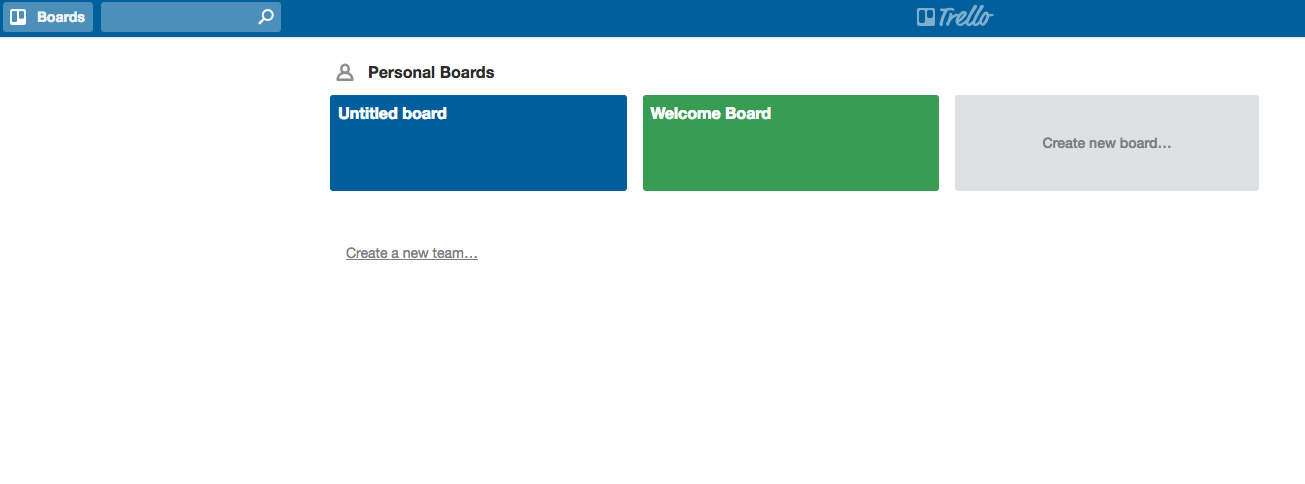 Boards
Trello
Personal Boards
Untitled board
Welcome Board
Create new board…
Create a new team…